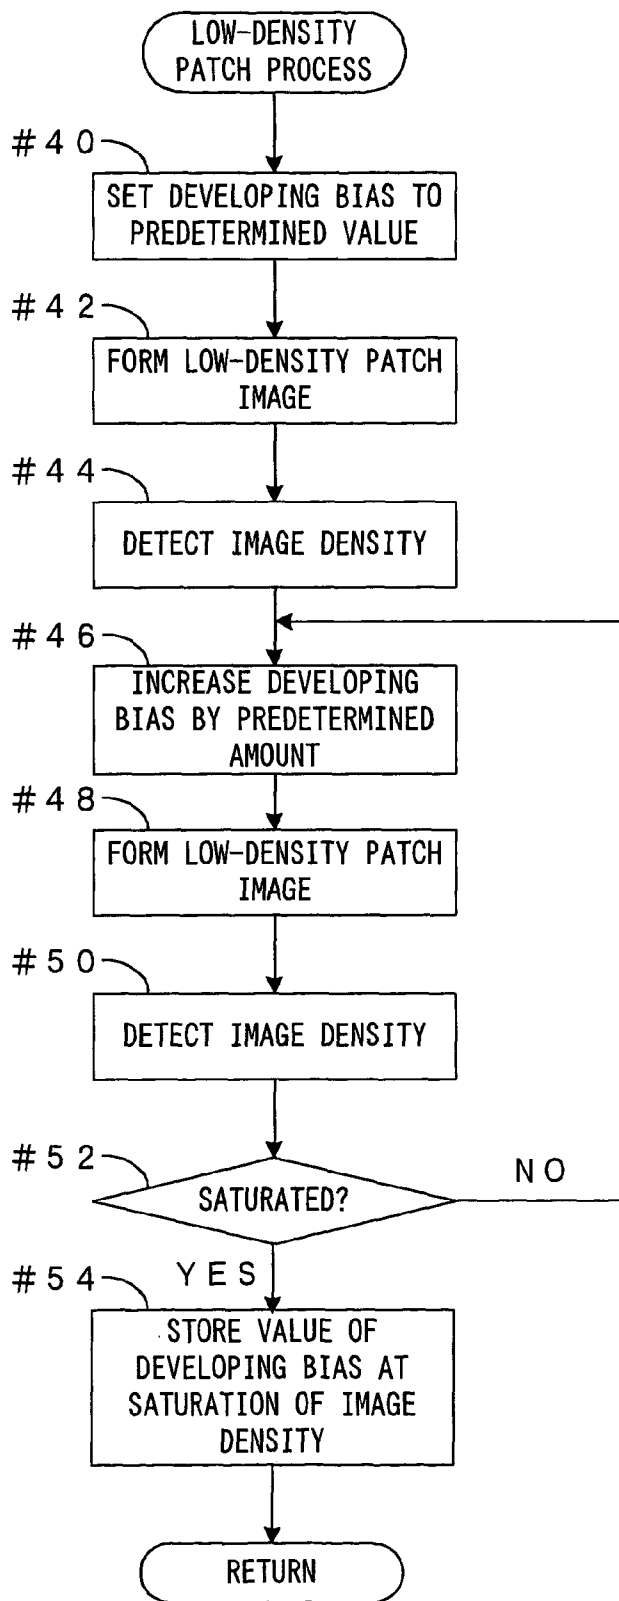 LOW-DENSITY
PATCH PROCESS
#40
SET DEVELOPING BIAS TO
PREDETERMINED VALUE
#42
FORM LOW-DENSITY PATCH
IMAGE
#44
DETECT IMAGE DENSITY
#46
INCREASE DEVELOPING
BIAS BY PREDETERMINED
AMOUNT
#48
FORM LOW-DENSITY PATCH
IMAGE
#50
DETECT IMAGE DENSITY
#52
SATURATED?
NO
YES
#54
STORE VALUE OF
DEVELOPING BIAS AT
SATURATION OF IMAGE
DENSITY
RETURN